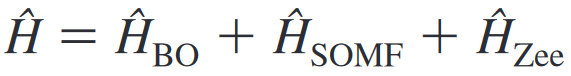 Ĥ = Ĥ_BO + Ĥ_SOMF + Ĥ_Zee